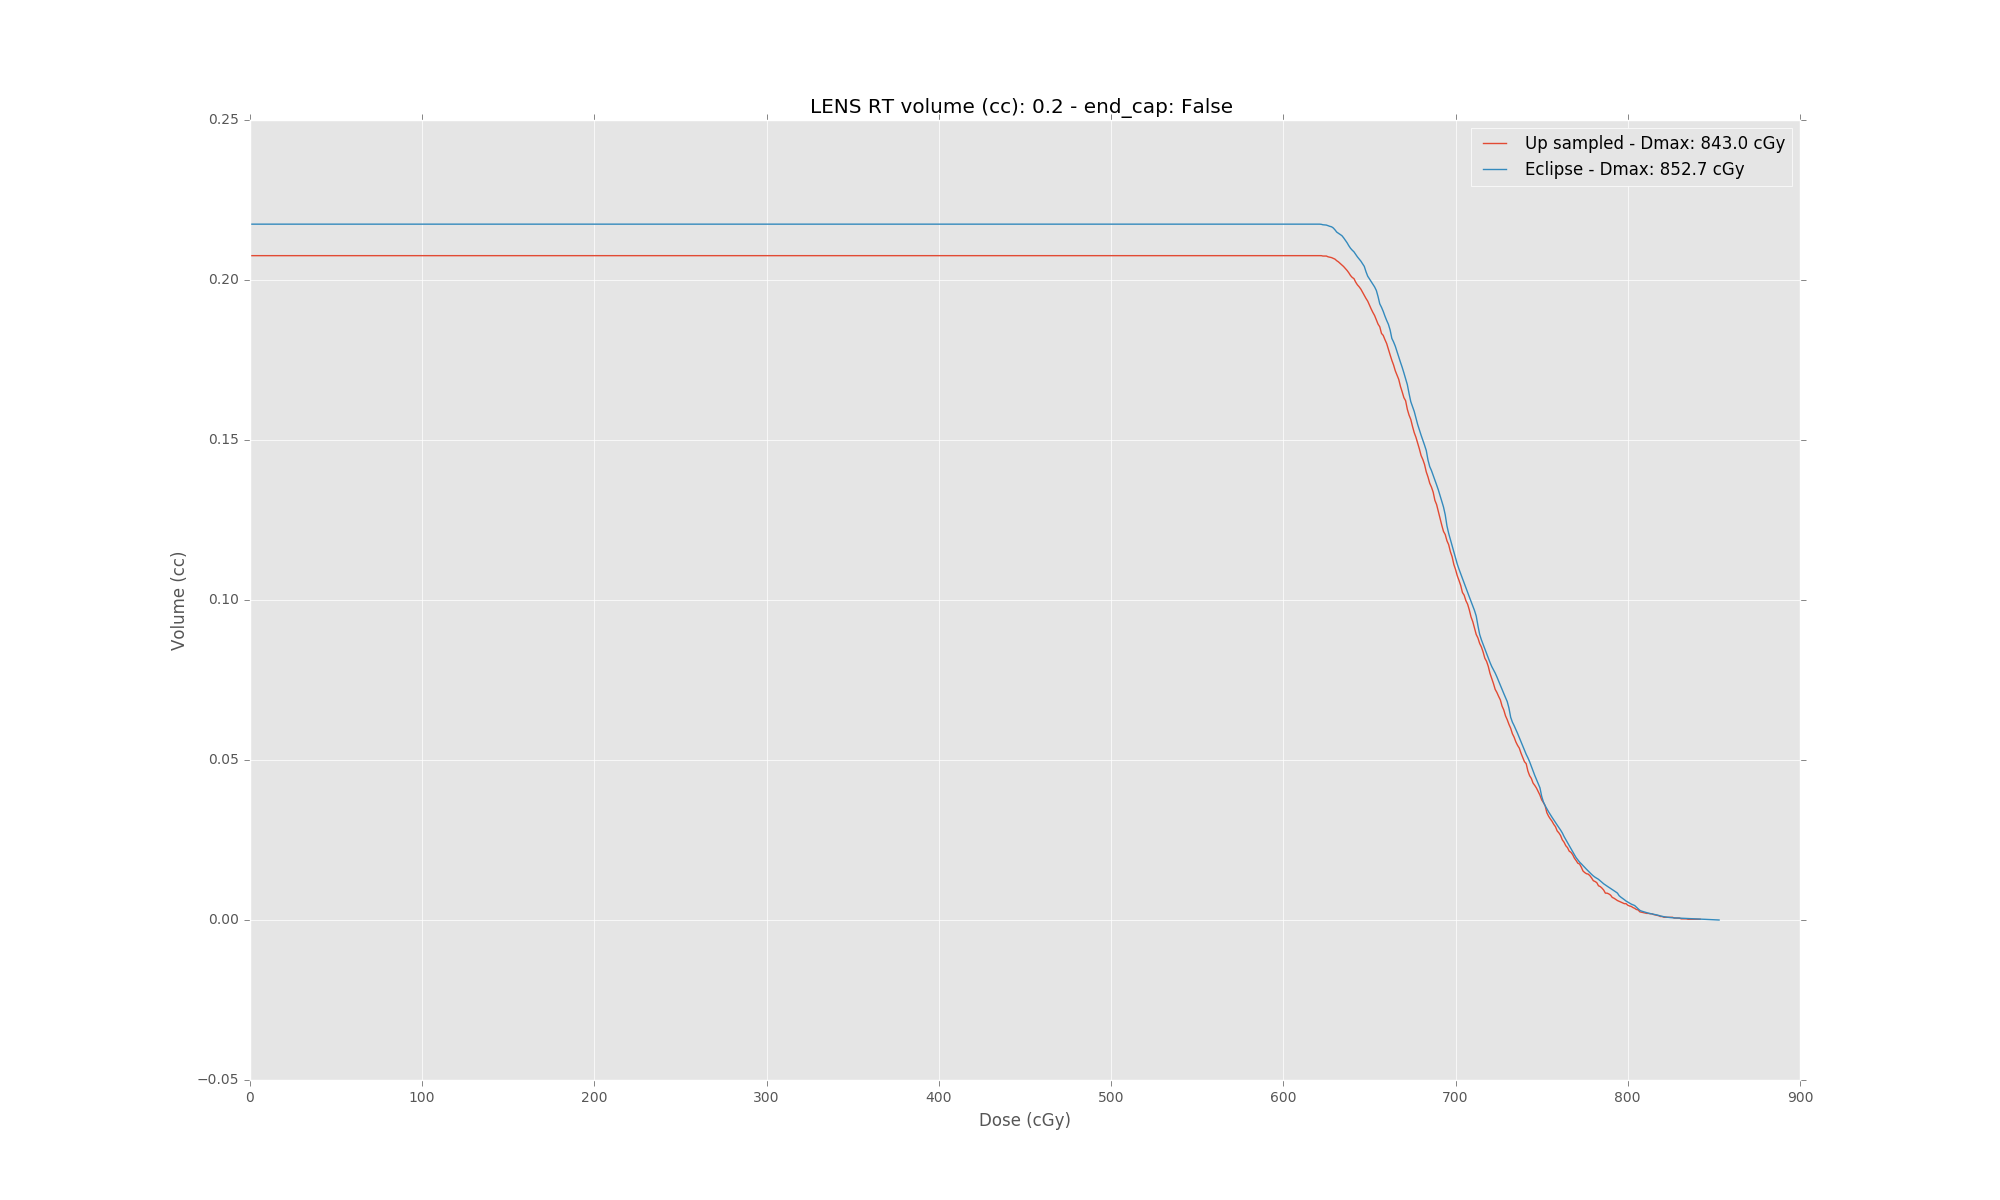 LENS RT volume (cc): 0.2 - end_cap: False
Up sampled - Dmax: 843.0 cGy
Eclipse - Dmax: 852.7 cGy
0.25
0.20
0.15
0.10
0.05
0.00
−0.05
Volume (cc)
0 100 200 300 400 500 600 700 800 900
Dose (cGy)